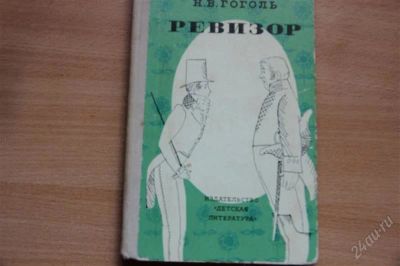 Н.В.ГОГОЛЬ
РЕВИЗОР
ИЗДАТЕЛЬСТВО
«ДЕТСКАЯ
ЛИТЕРАТУРА»
24au.ru